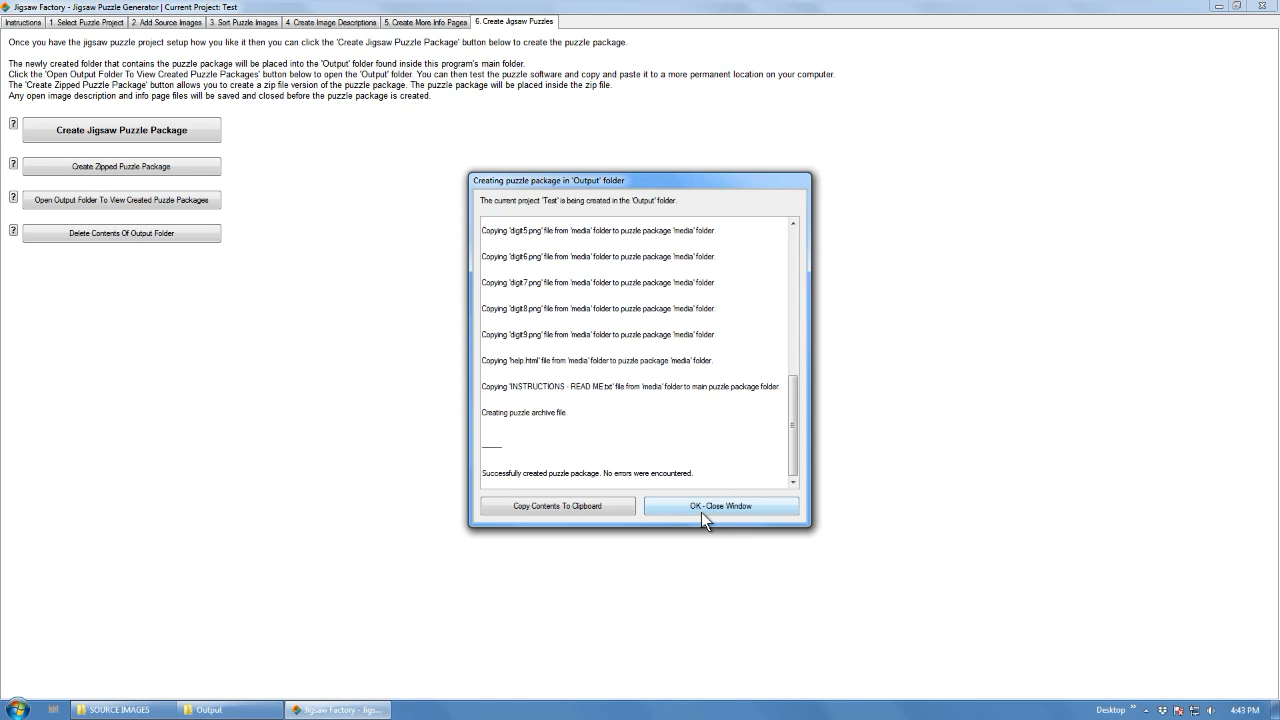 Jigsaw Factory - Jigsaw Puzzle Generator | Current Project: Test
Instructions 1. Select Puzzle Project 2. Add Source Images 3. Sort Puzzle Images 4. Create Image Descriptions 5. Create More Info Pages 6. Create Jigsaw Puzzles
Once you have the jigsaw puzzle project setup how you like it then you can click the 'Create Jigsaw Puzzle Package' button below to create the puzzle package.
The newly created folder that contains the puzzle package will be placed into the 'Output' folder found inside this program's main folder.
Click the 'Open Output Folder To View Created Puzzle Packages' button below to open the 'Output' folder. You can then test the puzzle software and copy and paste it to a more permanent location on your computer.
The 'Create Zipped Puzzle Package' button allows you to create a zip file version of the puzzle package. The puzzle package will be placed inside the zip file.
Any open image description and info page files will be saved and closed before the puzzle package is created.
? Create Jigsaw Puzzle Package
? Create Zipped Puzzle Package
? Open Output Folder To View Created Puzzle Packages
? Delete Contents Of Output Folder
Creating puzzle package in 'Output' folder
The current project 'Test' is being created in the 'Output' folder.
Copying 'digit5.png' file from 'media' folder to puzzle package 'media' folder.
Copying 'digit6.png' file from 'media' folder to puzzle package 'media' folder.
Copying 'digit7.png' file from 'media' folder to puzzle package 'media' folder.
Copying 'digit8.png' file from 'media' folder to puzzle package 'media' folder.
Copying 'digit9.png' file from 'media' folder to puzzle package 'media' folder.
Copying 'help.html' file from 'media' folder to puzzle package 'media' folder.
Copying 'INSTRUCTIONS - READ ME.txt' file from 'media' folder to main puzzle package folder.
Creating puzzle archive file.
Successfully created puzzle package. No errors were encountered.
Copy Contents To Clipboard OK - Close Window
SOURCE IMAGES Output Jigsaw Factory - Jigs... Desktop 4:43 PM